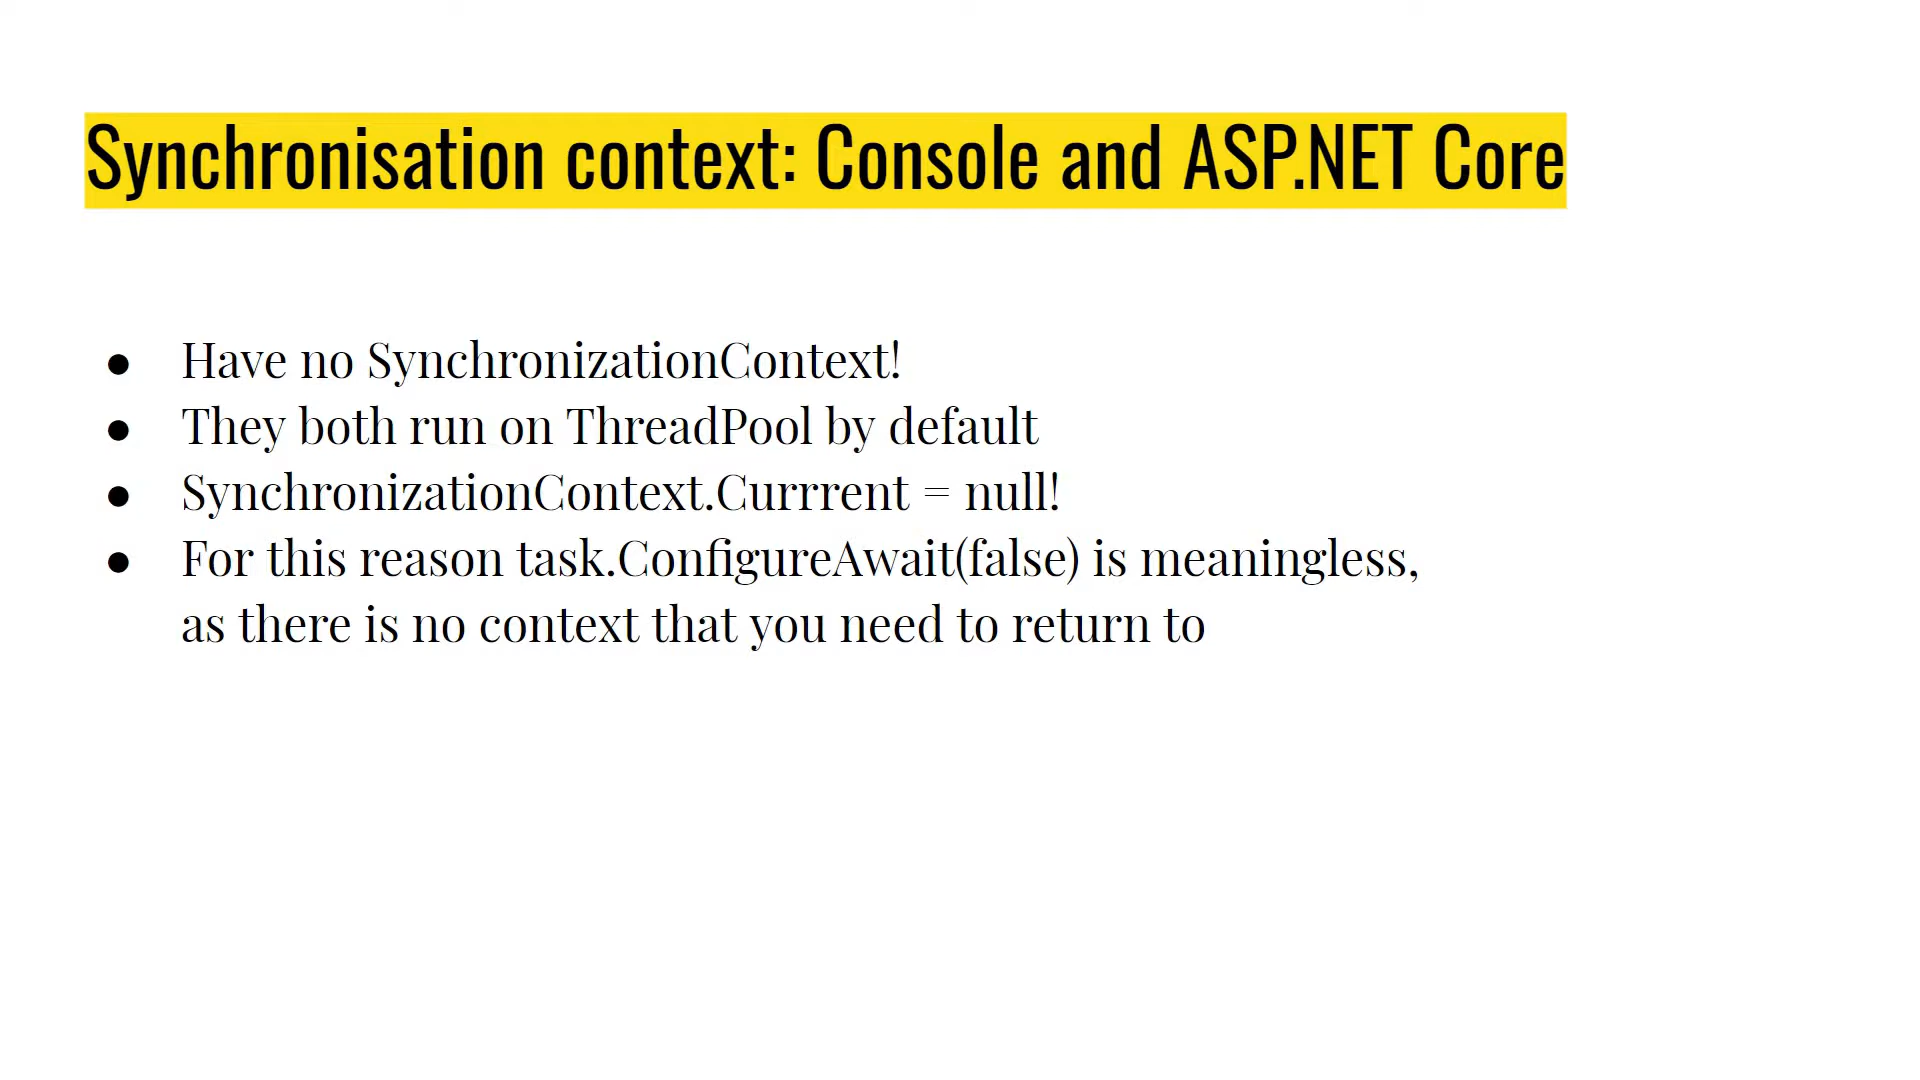 Synchronisation context: Console and ASP.NET Core
● Have no SynchronizationContext!
● They both run on ThreadPool by default
● SynchronizationContext.Currrent = null!
● For this reason task.ConfigureAwait(false) is meaningless,
as there is no context that you need to return to